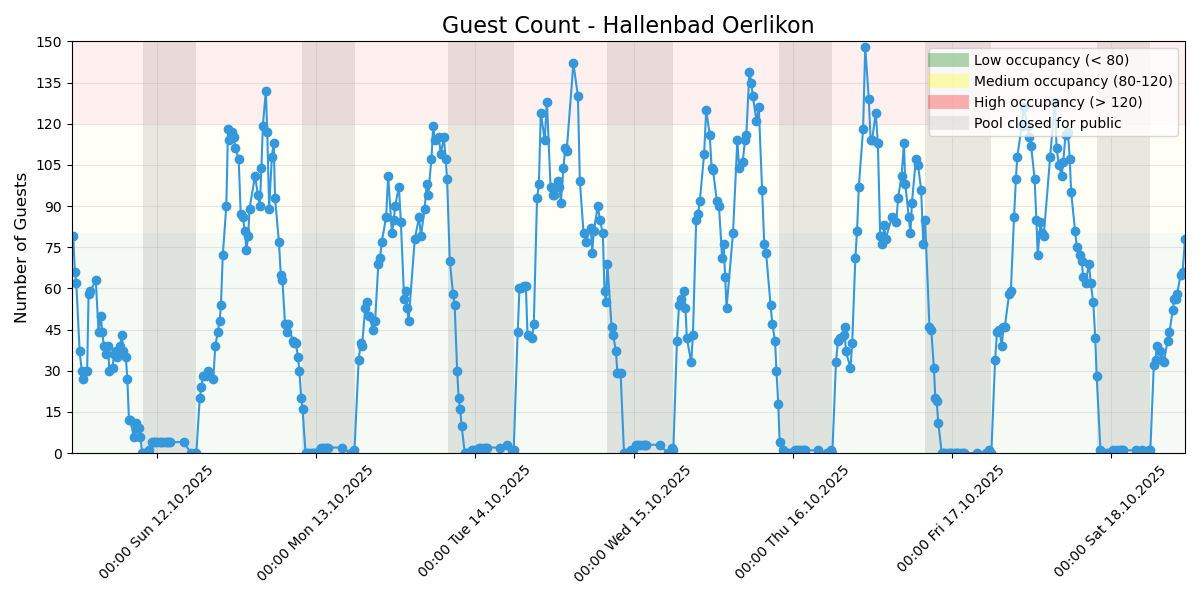 Guest Count - Hallenbad Oerlikon
Number of Guests
150
135
120
105
90
75
60
45
30
15
0
Low occupancy (< 80)
Medium occupancy (80-120)
High occupancy (> 120)
Pool closed for public
00:00 Sun 12.10.2025
00:00 Mon 13.10.2025
00:00 Tue 14.10.2025
00:00 Wed 15.10.2025
00:00 Thu 16.10.2025
00:00 Fri 17.10.2025
00:00 Sat 18.10.2025